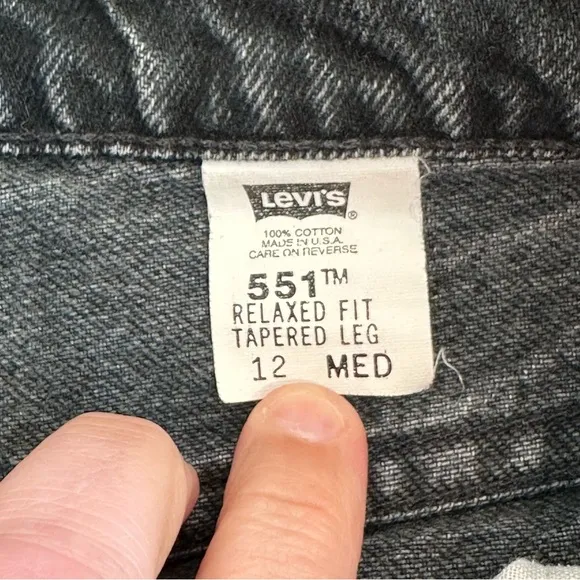 Levi's ®
100% COTTON
MADE IN U.S.A.
CARE ON REVERSE
551™
RELAXED FIT
TAPERED LEG
12 MED